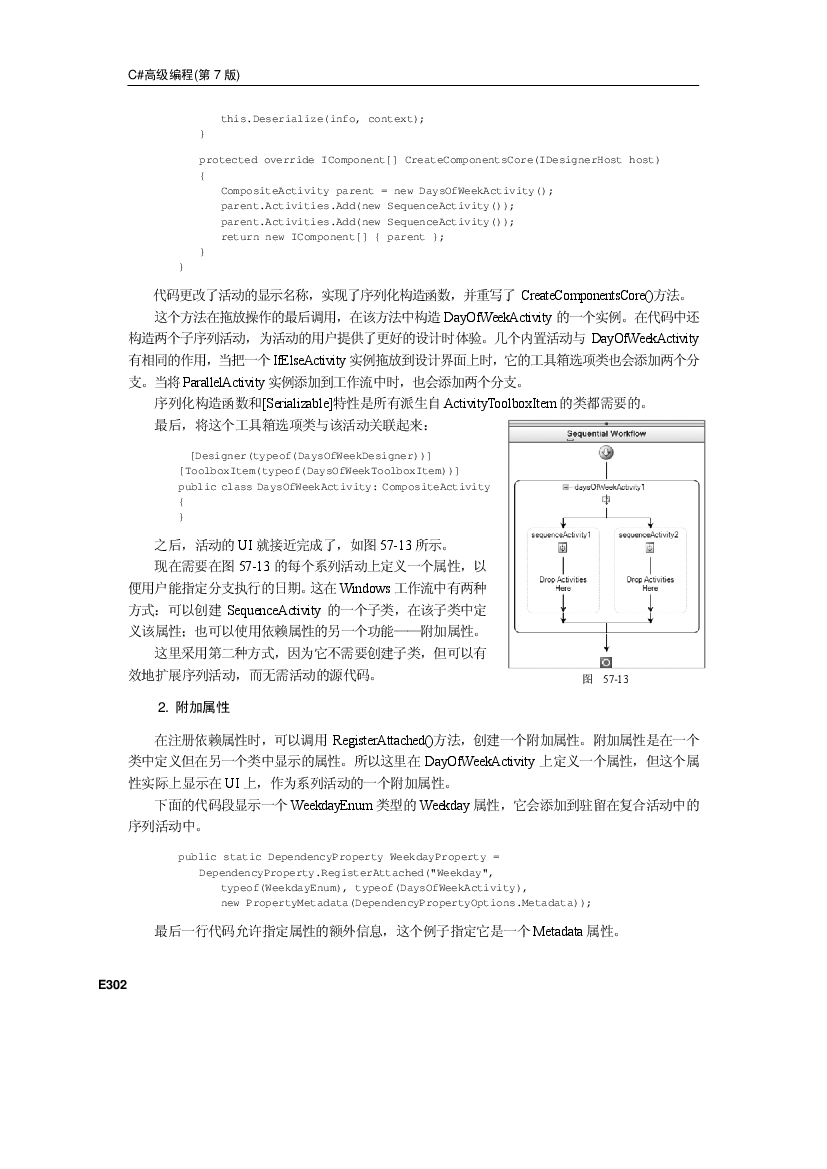 C#高级编程(第 7 版)
this.Deserialize(info, context);
}
protected override IComponent[] CreateComponentsCore(IDesignerHost host)
{
CompositeActivity parent = new DaysOfWeekActivity();
parent.Activities.Add(new SequenceActivity());
parent.Activities.Add(new SequenceActivity());
return new IComponent[] { parent };
}
}
代码更改了活动的显示名称，实现了序列化构造函数，并重写了 CreateComponentsCore()方法。
这个方法在拖放操作的最后调用，在该方法中构造 DayOfWeekActivity 的一个实例。在代码中还
构造两个子序列活动，为活动的用户提供了更好的设计时体验。几个内置活动与 DayOfWeekActivity
有相同的作用，当把一个 IfElseActivity 实例拖放到设计界面上时，它的工具箱选项类也会添加两个分
支。当将 ParallelActivity 实例添加到工作流中时，也会添加两个分支。
序列化构造函数和[Serializable]特性是所有派生自 ActivityToolboxItem 的类都需要的。
最后，将这个工具箱选项类与该活动关联起来：
[Designer(typeof(DaysOfWeekDesigner))]
[ToolboxItem(typeof(DaysOfWeekToolboxItem))]
public class DaysOfWeekActivity: CompositeActivity
{
}
之后，活动的 UI 就接近完成了，如图 57-13 所示。
现在需要在图 57-13 的每个系列活动上定义一个属性，以
便用户能指定分支执行的日期。这在 Windows 工作流中有两种
方式：可以创建 SequenceActivity 的一个子类，在该子类中定
义该属性；也可以使用依赖属性的另一个功能——附加属性。
这里采用第二种方式，因为它不需要创建子类，但可以有
效地扩展序列活动，而无需活动的源代码。
Sequential Workflow
daysOfWeekActivity1
sequenceActivity1
sequenceActivity2
Drop Activities
Here
Drop Activities
Here
图 57-13
2. 附加属性
在注册依赖属性时，可以调用 RegisterAttached()方法，创建一个附加属性。附加属性是在一个
类中定义但在另一个类中显示的属性。所以这里在 DayOfWeekActivity 上定义一个属性，但这个属
性实际上显示在 UI 上，作为系列活动的一个附加属性。
下面的代码段显示一个 WeekdayEnum 类型的 Weekday 属性，它会添加到驻留在复合活动中的
序列活动中。
public static DependencyProperty WeekdayProperty =
DependencyProperty.RegisterAttached("Weekday",
typeof(WeekdayEnum), typeof(DaysOfWeekActivity),
new PropertyMetadata(DependencyPropertyOptions.Metadata));
最后一行代码允许指定属性的额外信息，这个例子指定它是一个 Metadata 属性。
E302